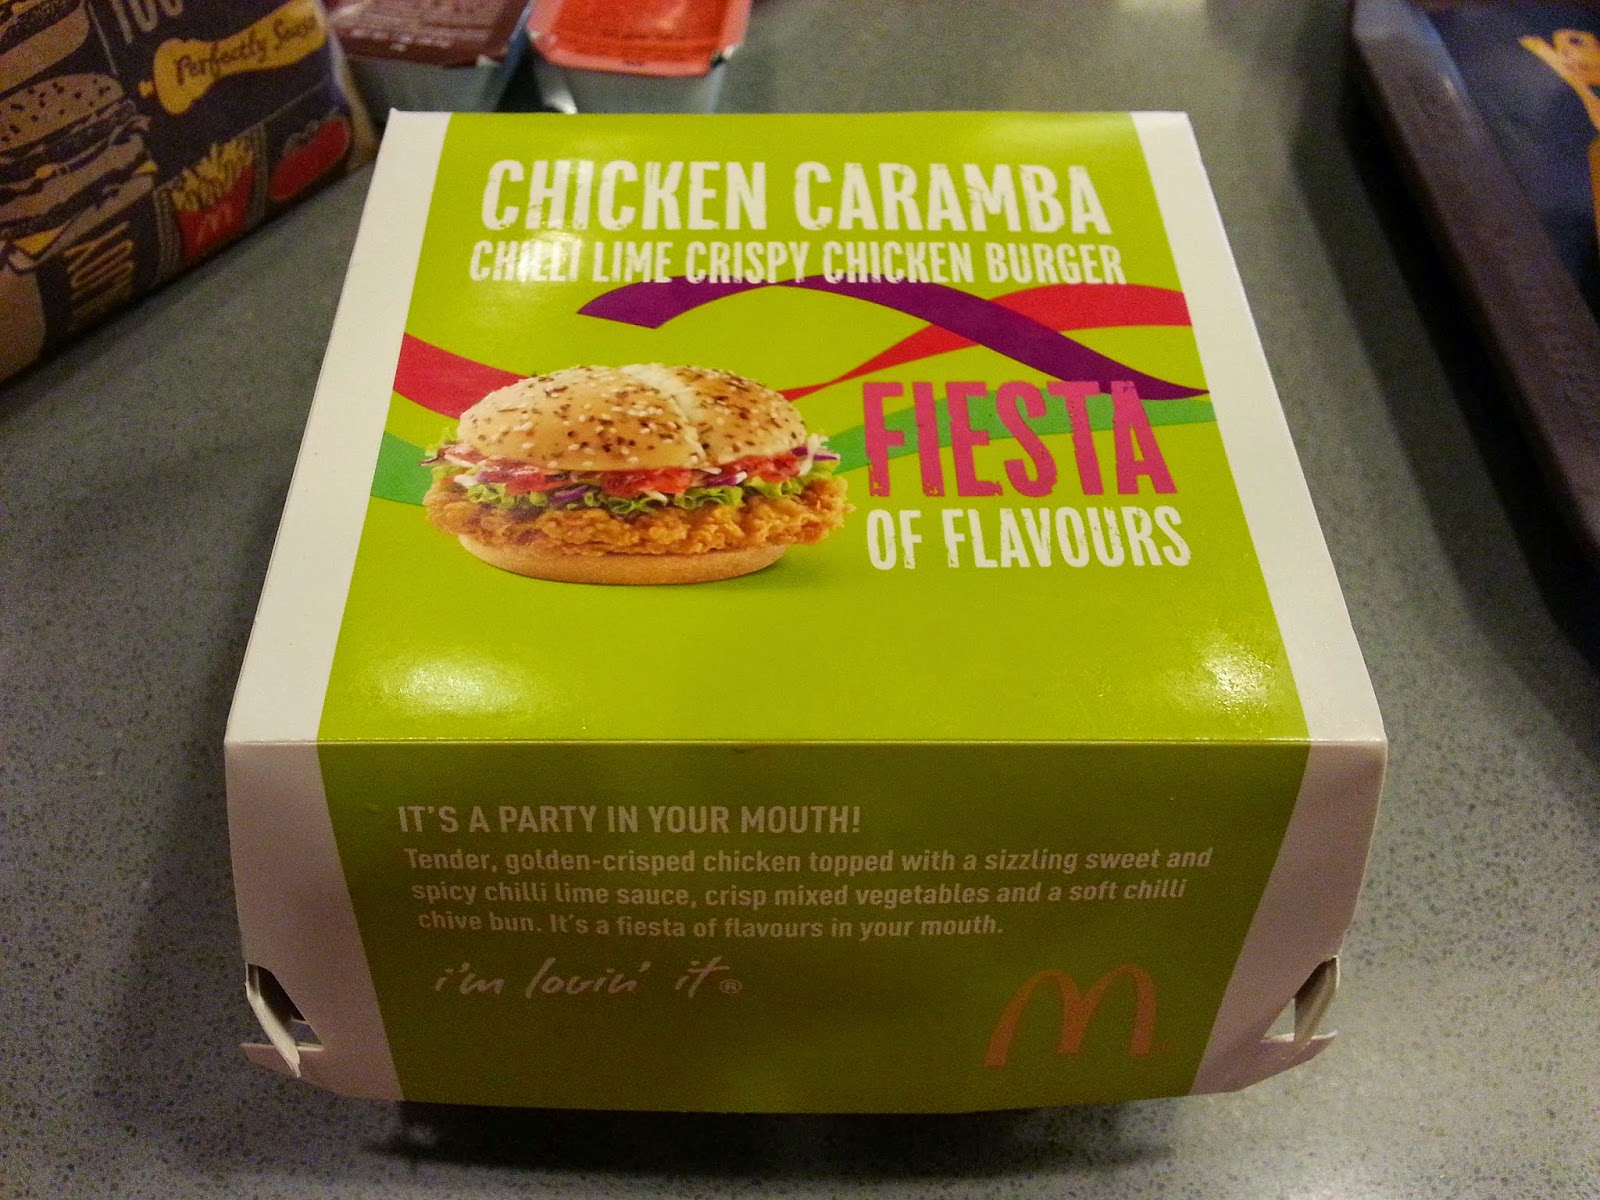 Perfectly
CHICKEN CARAMBA
CHILLI LIME CRISPY CHICKEN BURGER
FIESTA
OF FLAVOURS
IT'S A PARTY IN YOUR MOUTH!
Tender, golden-crisped chicken topped with a sizzling sweet and
spicy chilli lime sauce, crisp mixed vegetables and a soft chilli
chive bun. It's a fiesta of flavours in your mouth.
i'm lovin' it®